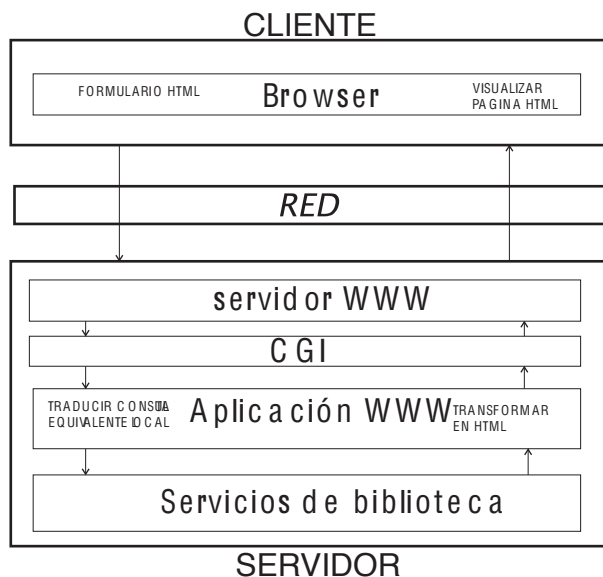 CLIENTE
FORMULARIO HTML
Browser
VISUALIZAR
PAGINA HTML
RED
servidor WWW
CGI
TRADUCIR CONSULTA
EQUIVALENTE LOCAL
Aplicación WWW
TRANSFORMAR
EN HTML
Servicios de biblioteca
SERVIDOR